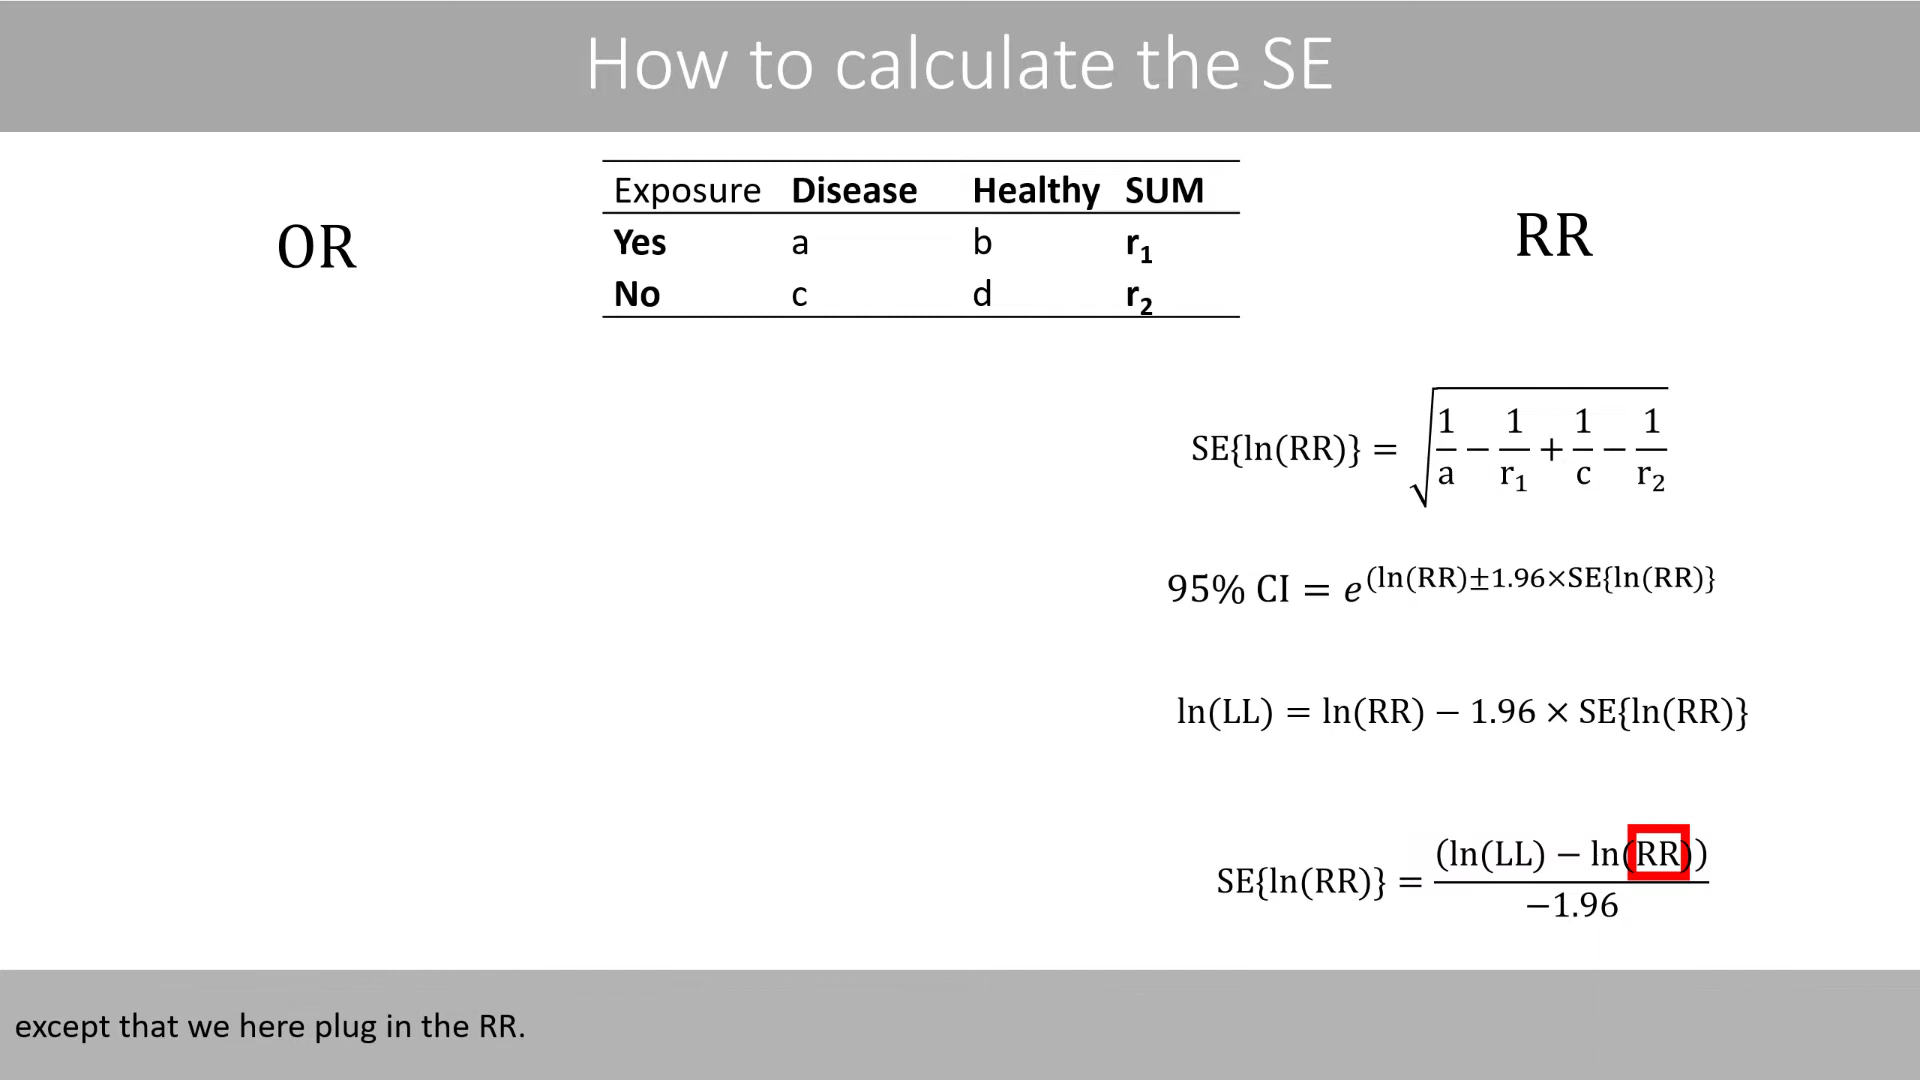 How to calculate the SE
OR
Exposure Disease Healthy SUM
Yes a b r₁
No c d r₂
RR
SE{ln(RR)} = √(1/a − 1/r₁ + 1/c − 1/r₂)
95% CI = e^(ln(RR)±1.96×SE{ln(RR)}
ln(LL) = ln(RR) − 1.96 × SE{ln(RR)}
SE{ln(RR)} = (ln(LL) − ln(RR))/−1.96
except that we here plug in the RR.